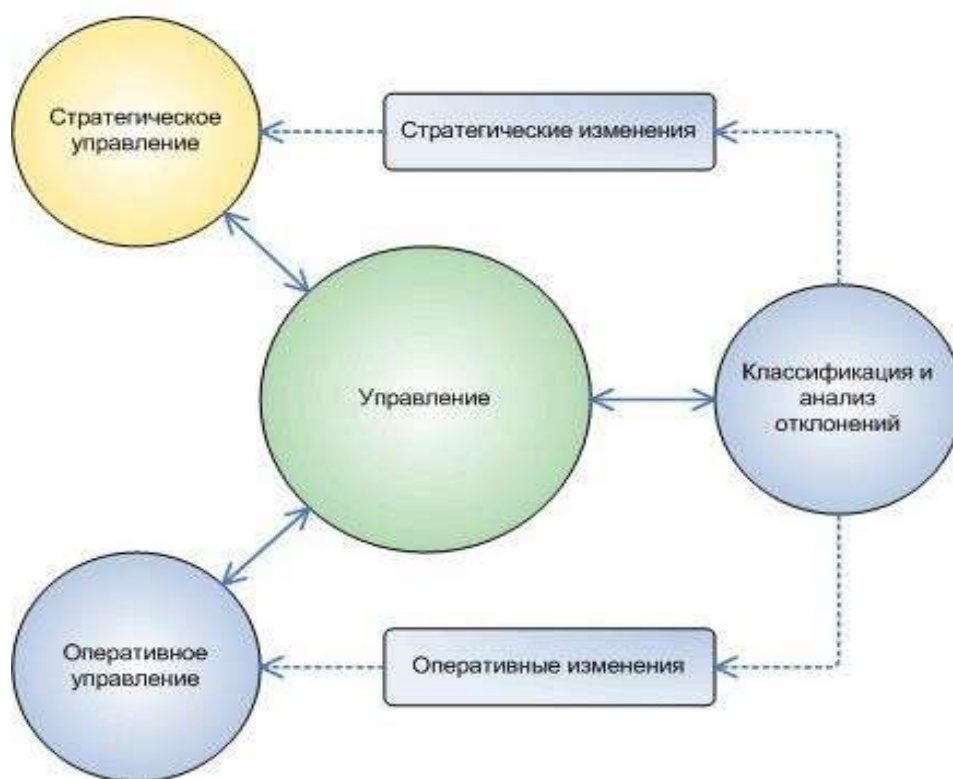 Стратегическое
управление
Стратегические изменения
Управление
Классификация и
анализ
отклонений
Оперативное
управление
Оперативные изменения